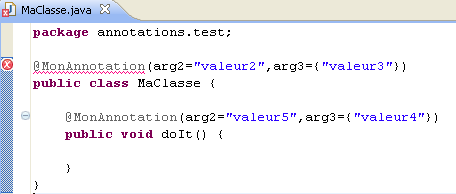 MaClasse.java
package annotations.test;
@MonAnnotation(arg2="valeur2",arg3={"valeur3"})
public class MaClasse {
@MonAnnotation(arg2="valeur5",arg3={"valeur4"})
public void doIt() {
}
}